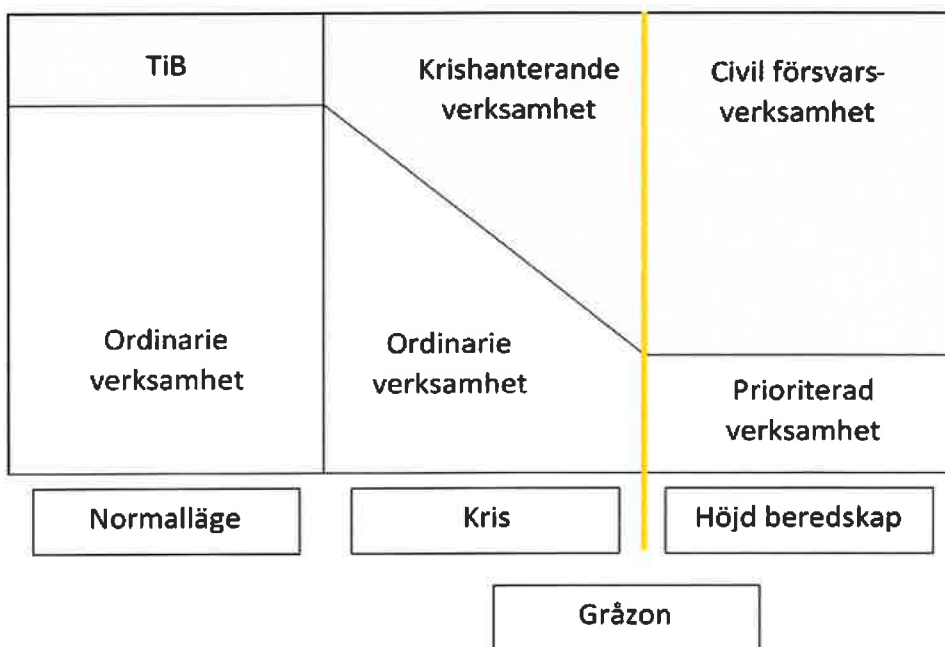 TiB
Krishanterande
verksamhet
Civil försvars-
verksamhet
Ordinarie
verksamhet
Ordinarie
verksamhet
Prioriterad
verksamhet
Normalläge
Kris
Höjd beredskap
Gråzon